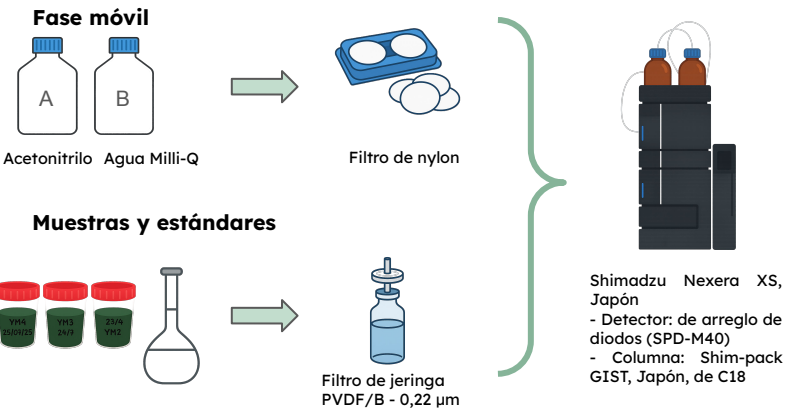 Fase móvil
A
B
Acetonitrilo Agua Milli-Q
Filtro de nylon
Muestras y estándares
YM4
25/07/25
YM3
24/7
23/4
YM2
Filtro de jeringa
PVDF/B - 0,22 µm
Shimadzu Nexera XS,
Japón
- Detector: de arreglo de
diodos (SPD-M40)
- Columna: Shim-pack
GIST, Japón, de C18